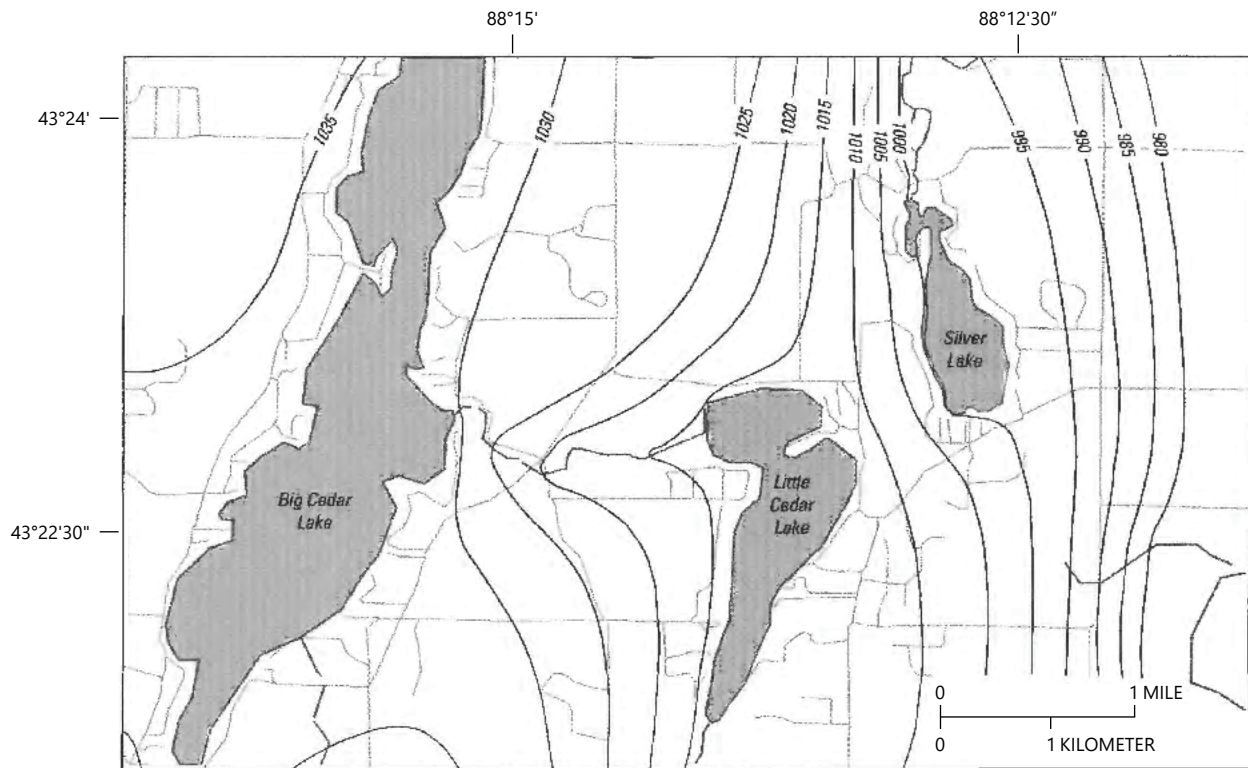 88°15'
88°12'30"
43°24'
1035
1030
1025
1020
1015
1010
1005
1000
995
990
985
980
Silver
Lake
Big Cedar
Lake
Little
Cedar
Lake
43°22'30"
0
1 MILE
0
1 KILOMETER